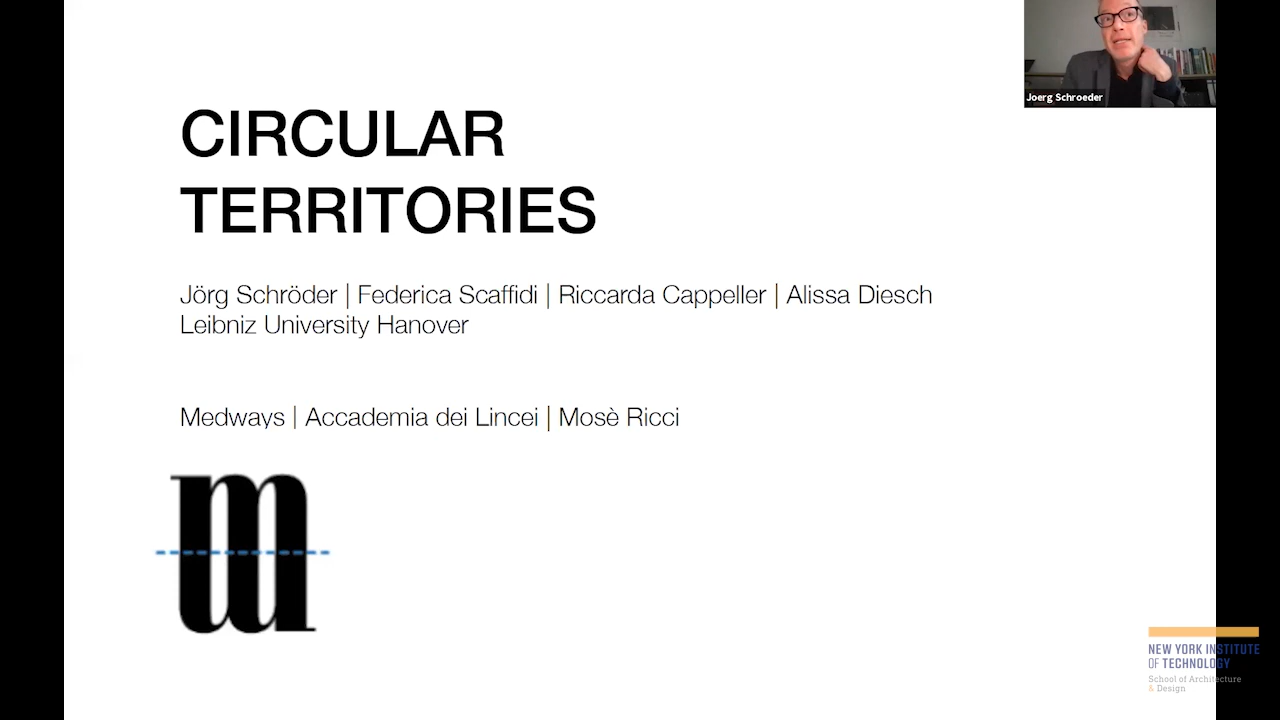 Joerg Schroeder
CIRCULAR
TERRITORIES
Jörg Schröder | Federica Scaffidi | Riccarda Cappeller | Alissa Diesch
Leibniz University Hanover
Medways | Accademia dei Lincei | Mosè Ricci
m
NEW YORK INSTITUTE
OF TECHNOLOGY
School of Architecture
& Design